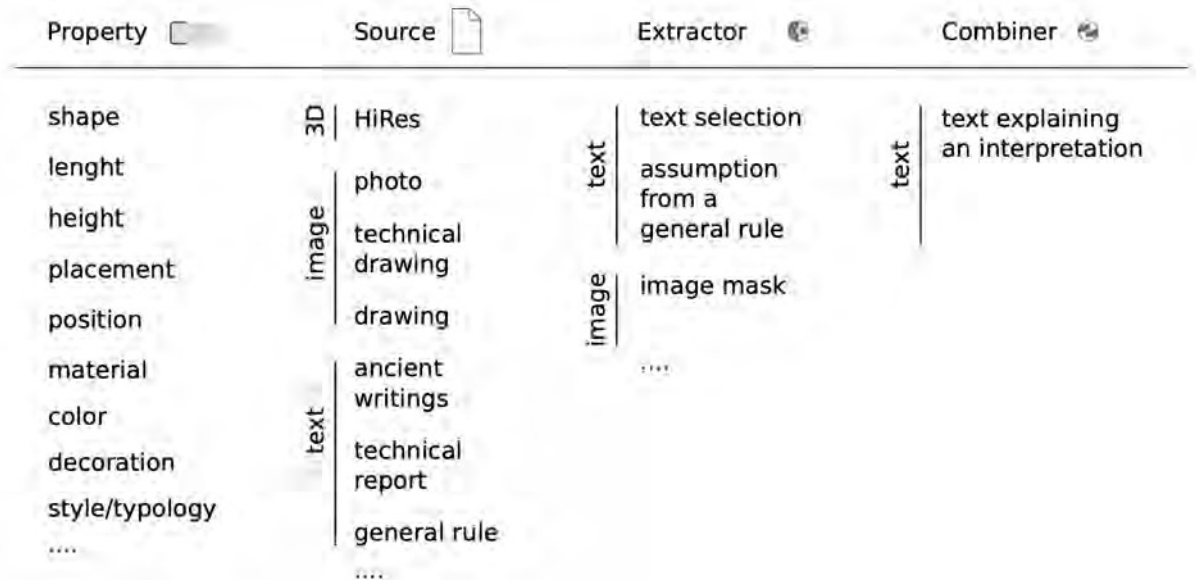 Property
Source
Extractor
Combiner
shape
lenght
height
placement
position
material
color
decoration
style/typology
....
3D
HiRes
image
photo
technical
drawing
drawing
text
ancient
writings
technical
report
general rule
....
text
text selection
assumption
from a
general rule
image
image mask
....
text
text explaining
an interpretation